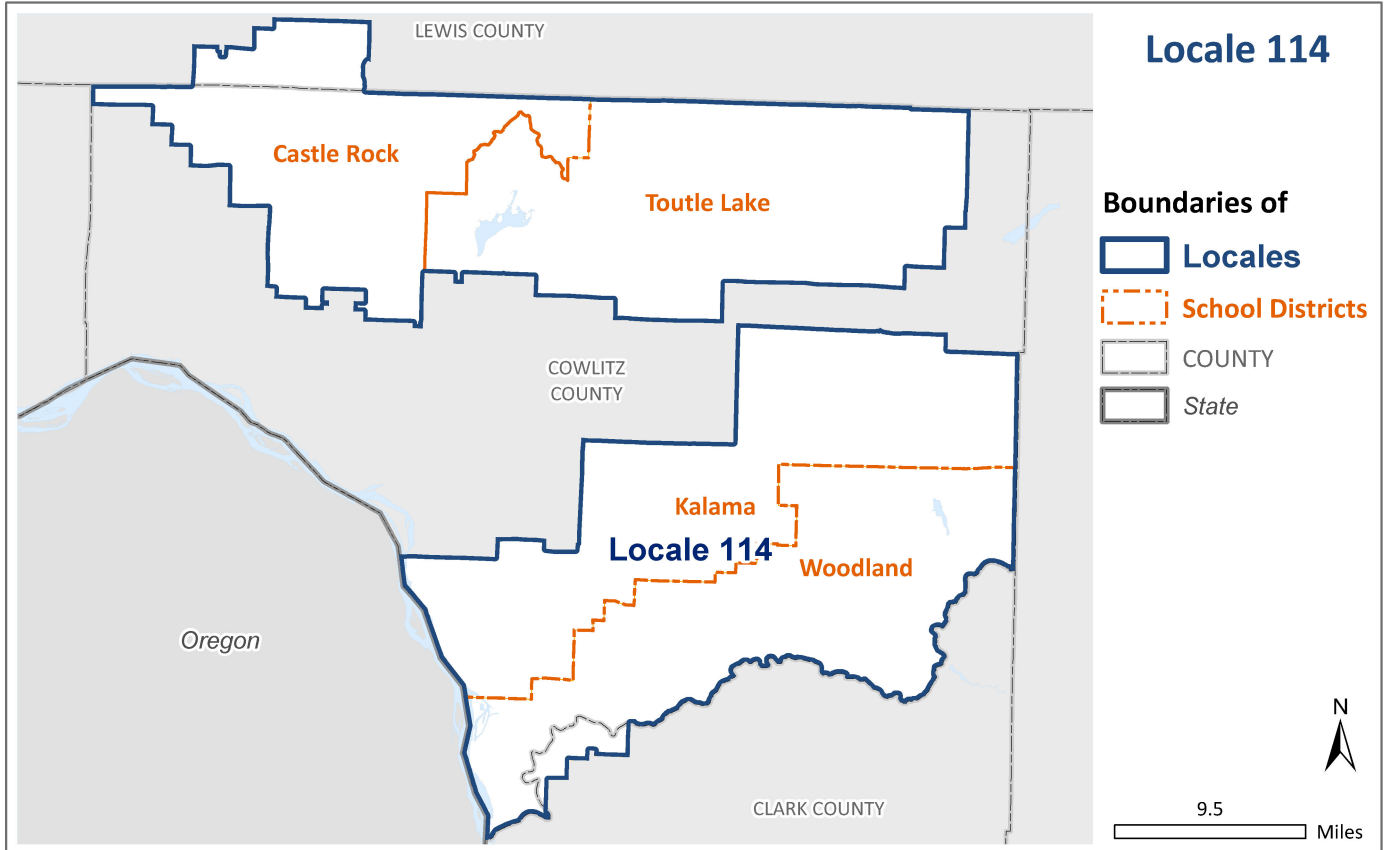 LEWIS COUNTY
Locale 114
Castle Rock
Toutle Lake
Boundaries of
Locales
School Districts
COUNTY
State
COWLITZ
COUNTY
Kalama
Locale 114
Woodland
Oregon
CLARK COUNTY
N
9.5
Miles